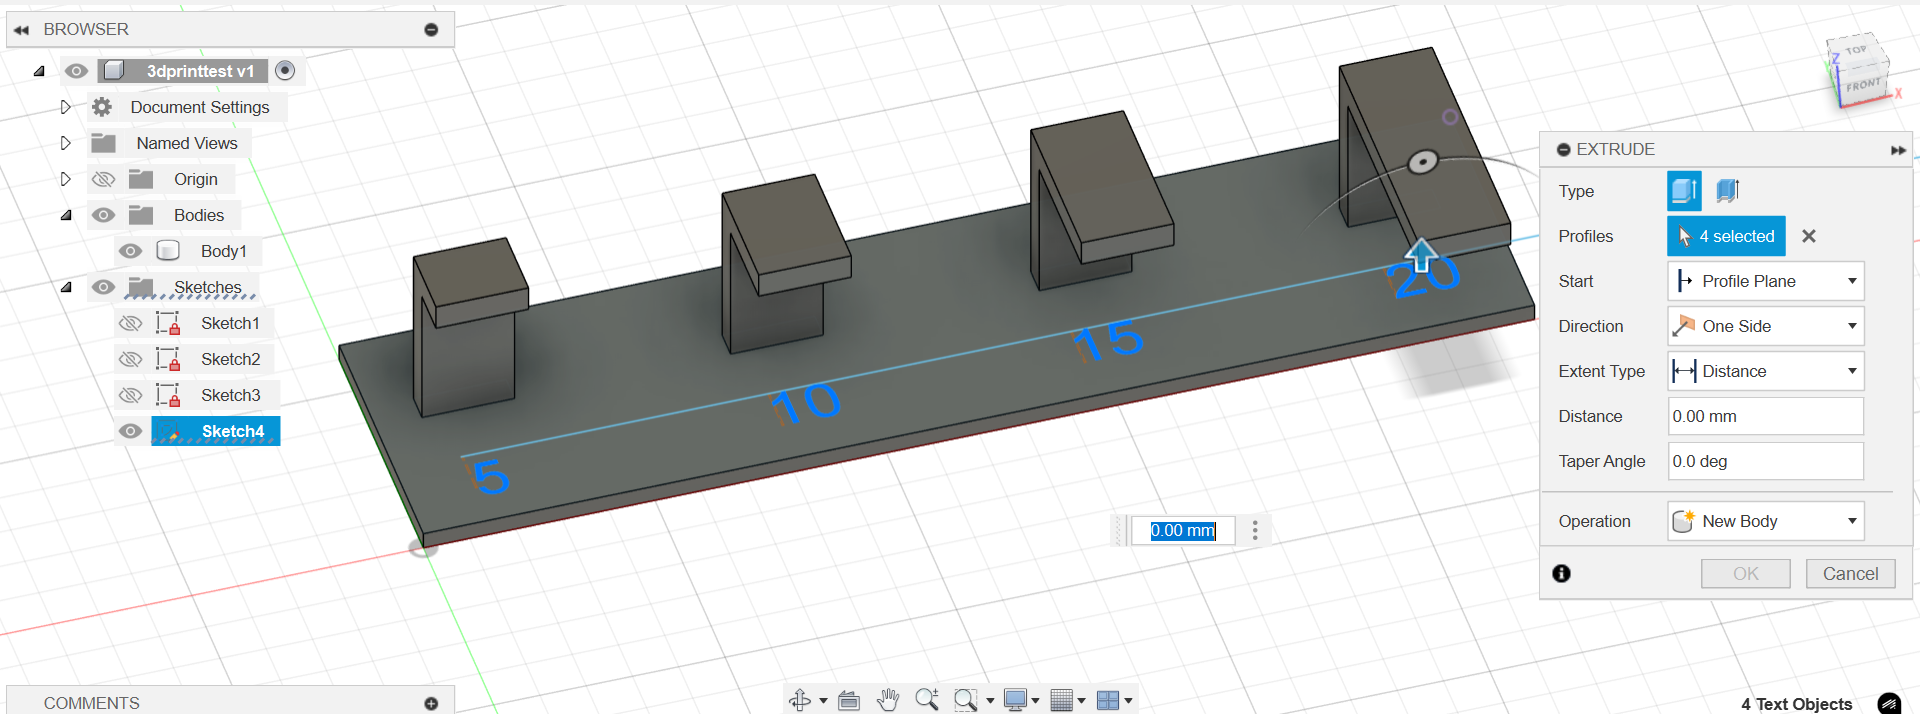 BROWSER
3dprinttest v1
Document Settings
Named Views
Origin
Bodies
Body1
Sketches
Sketch1
Sketch2
Sketch3
Sketch4
COMMENTS
5
10
15
20
0.00 mm
TOP
FRONT
Z
Y
X
EXTRUDE
Type
Profiles
4 selected
Start
Profile Plane
Direction
One Side
Extent Type
Distance
Distance
0.00 mm
Taper Angle
0.0 deg
Operation
New Body
OK
Cancel
4 Text Objects